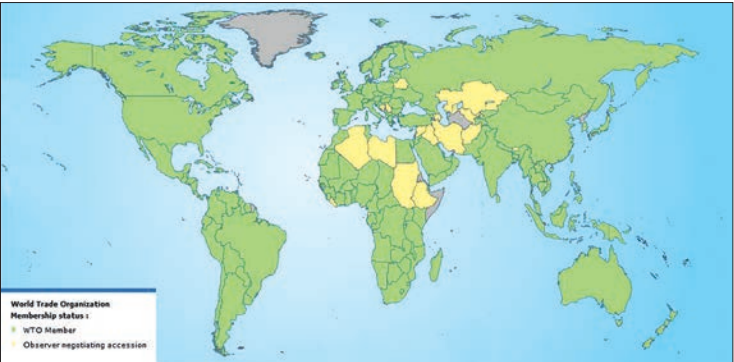 World Trade Organization
Membership status :
WTO Member
Observer negotiating accession